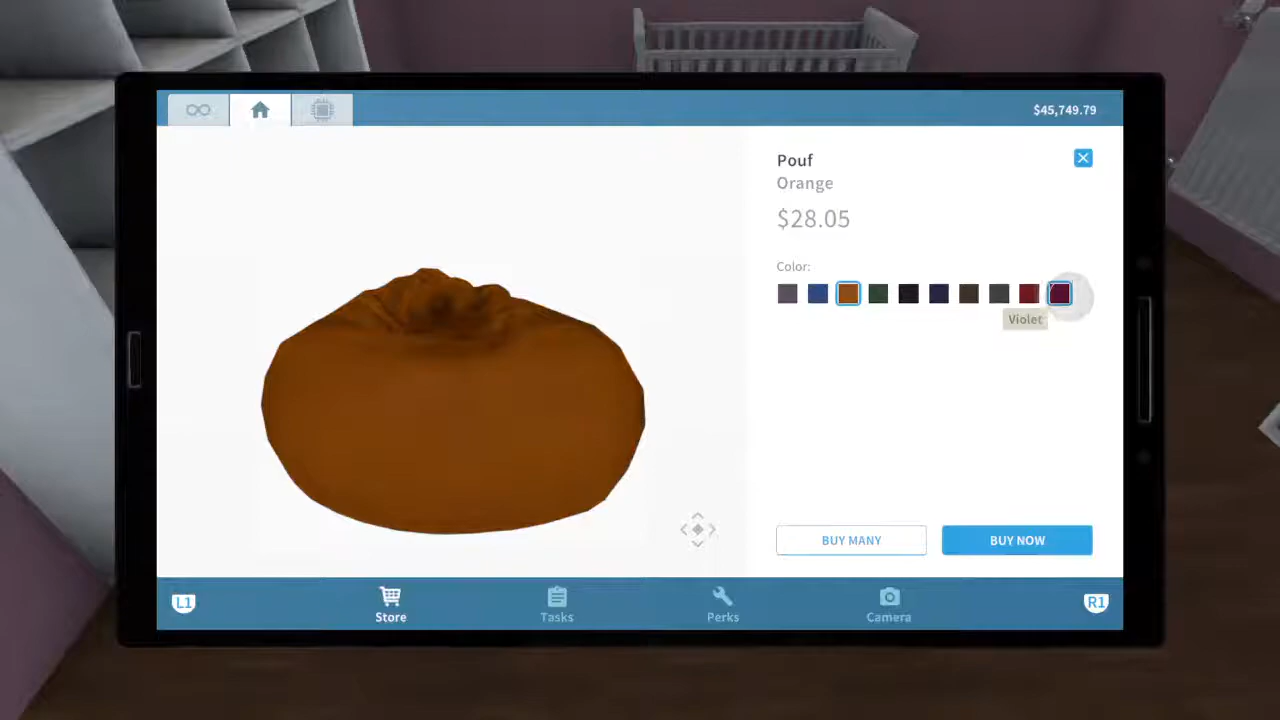 $45,749.79
Pouf
Orange
$28.05
Color:
Violet
BUY MANY
BUY NOW
L1
Store
Tasks
Perks
Camera
R1